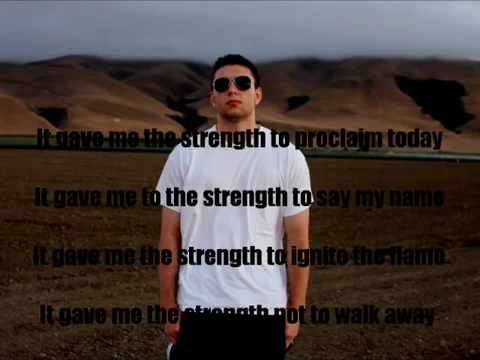 It gave me the strength to proclaim today
It gave me to the strength to say my name
It gave me the strength to ignite the flame
It gave me the strength not to walk away